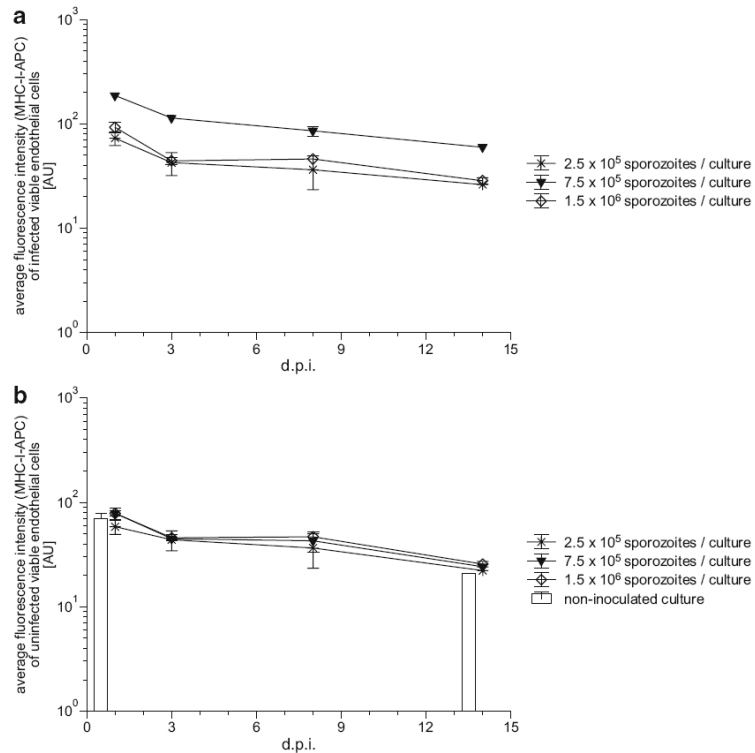 a
average fluorescence intensity (MHC-I-APC)
of infected viable endothelial cells
[AU]
10³
10²
10¹
10⁰
0 3 6 9 12 15
d.p.i.
2.5 x 10⁵ sporozoites / culture
7.5 x 10⁵ sporozoites / culture
1.5 x 10⁶ sporozoites / culture
b
average fluorescence intensity (MHC-I-APC)
of uninfected viable endothelial cells
[AU]
10³
10²
10¹
10⁰
0 3 6 9 12 15
d.p.i.
2.5 x 10⁵ sporozoites / culture
7.5 x 10⁵ sporozoites / culture
1.5 x 10⁶ sporozoites / culture
non-inoculated culture